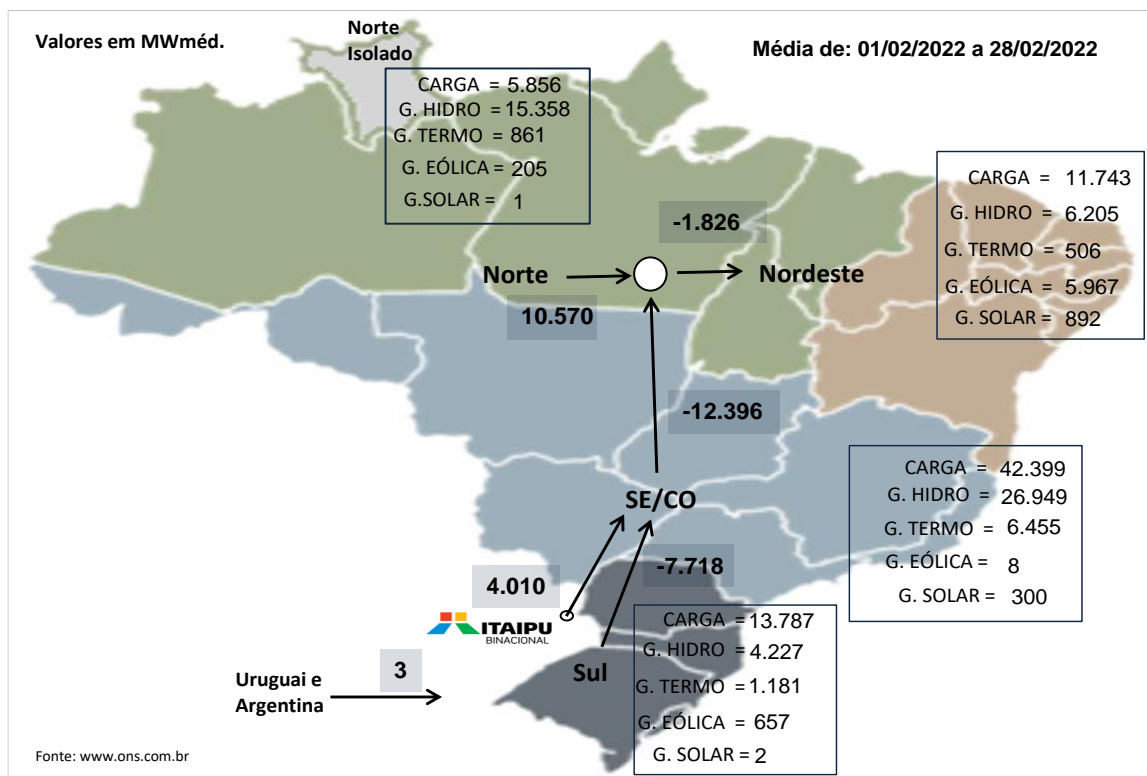 Valores em MWméd.
Norte
Isolado
Média de: 01/02/2022 a 28/02/2022
CARGA = 5.856
G. HIDRO = 15.358
G. TERMO = 861
G. EÓLICA = 205
G.SOLAR = 1
CARGA = 11.743
G. HIDRO = 6.205
G. TERMO = 506
G. EÓLICA = 5.967
G. SOLAR = 892
-1.826
Norte
Nordeste
10.570
-12.396
CARGA = 42.399
G. HIDRO = 26.949
G. TERMO = 6.455
G. EÓLICA = 8
G. SOLAR = 300
SE/CO
-7.718
4.010
ITAIPU
BINACIONAL
CARGA = 13.787
G. HIDRO = 4.227
G. TERMO = 1.181
G. EÓLICA = 657
G. SOLAR = 2
Sul
3
Uruguai e
Argentina
Fonte: www.ons.com.br